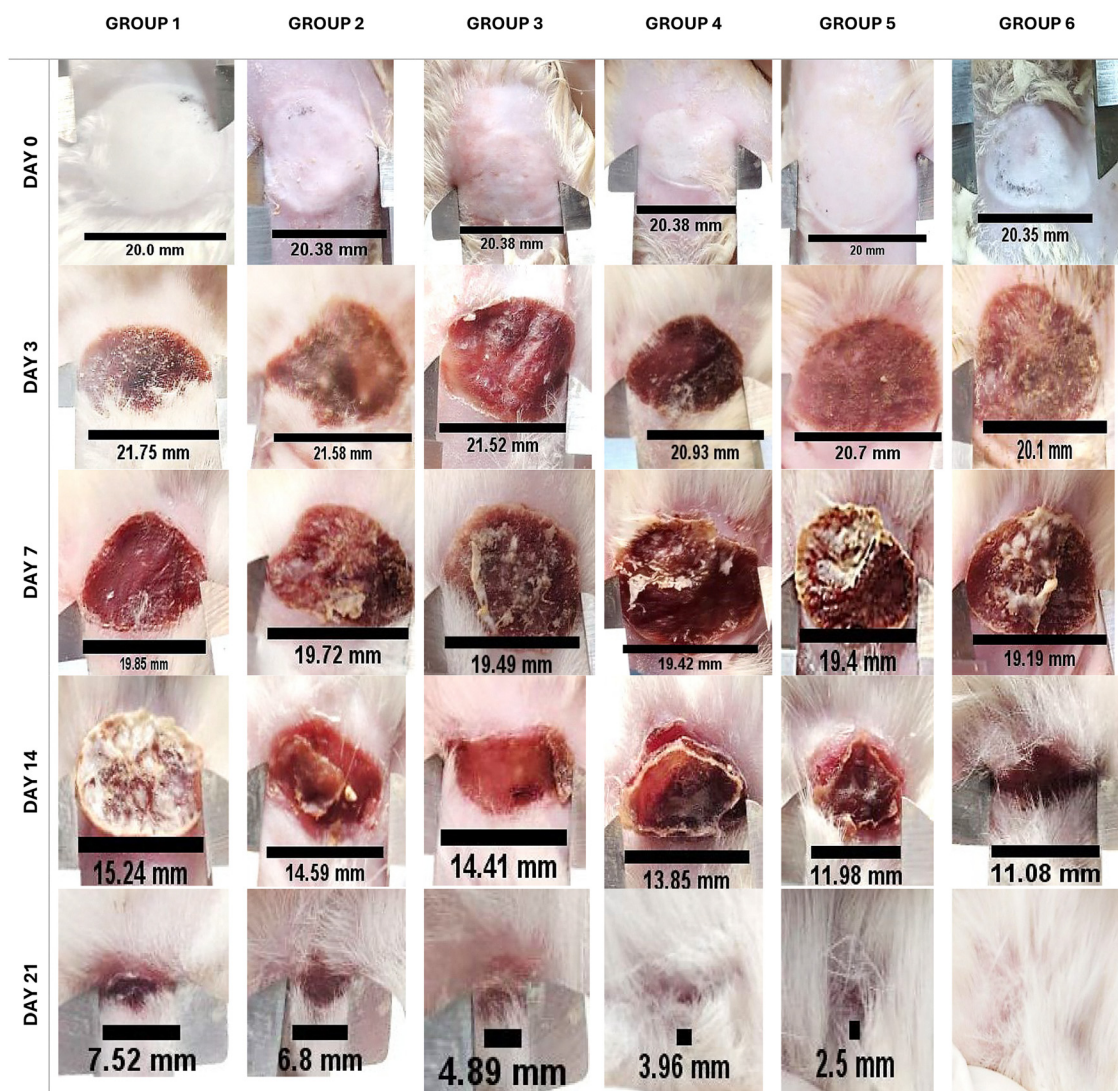 GROUP 1 GROUP 2 GROUP 3 GROUP 4 GROUP 5 GROUP 6
DAY 0
20.0 mm 20.38 mm 20.38 mm 20.38 mm 20 mm 20.35 mm
DAY 3
21.75 mm 21.58 mm 21.52 mm 20.93 mm 20.7 mm 20.1 mm
DAY 7
19.85 mm 19.72 mm 19.49 mm 19.42 mm 19.4 mm 19.19 mm
DAY 14
15.24 mm 14.59 mm 14.41 mm 13.85 mm 11.98 mm 11.08 mm
DAY 21
7.52 mm 6.8 mm 4.89 mm 3.96 mm 2.5 mm